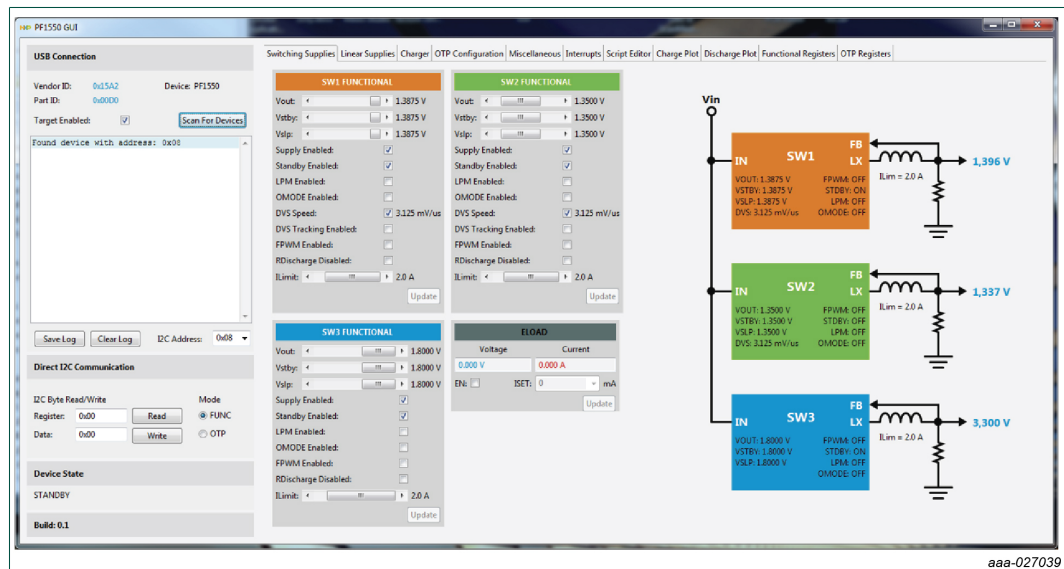 NXP PF1550 GUI
USB Connection
Vendor ID: 0x15A2 Device: PF1550
Part ID: 0x00D0
Target Enabled: Scan For Devices
Found device with address: 0x08
Save Log Clear Log I2C Address: 0x08
Direct I2C Communication
I2C Byte Read/Write Mode
Register: 0x00 Read FUNC
Data: 0x00 Write OTP
Device State
STANDBY
Build: 0.1
Switching Supplies Linear Supplies Charger OTP Configuration Miscellaneous Interrupts Script Editor Charge Plot Discharge Plot Functional Registers OTP Registers
SW1 FUNCTIONAL
Vout: 1.3875 V
Vstby: 1.3875 V
Vslp: 1.3875 V
Supply Enabled:
Standby Enabled:
LPM Enabled:
OMODE Enabled:
DVS Speed: 3.125 mV/us
DVS Tracking Enabled:
FPWM Enabled:
RDischarge Disabled:
ILimit: 2.0 A
Update
SW2 FUNCTIONAL
Vout: 1.3500 V
Vstby: 1.3500 V
Vslp: 1.3500 V
Supply Enabled:
Standby Enabled:
LPM Enabled:
OMODE Enabled:
DVS Speed: 3.125 mV/us
DVS Tracking Enabled:
FPWM Enabled:
RDischarge Disabled:
ILimit: 2.0 A
Update
SW3 FUNCTIONAL
Vout: 1.8000 V
Vstby: 1.8000 V
Vslp: 1.8000 V
Supply Enabled:
Standby Enabled:
LPM Enabled:
OMODE Enabled:
FPWM Enabled:
RDischarge Disabled:
ILimit: 2.0 A
Update
ELOAD
Voltage Current
0.000 V 0.000 A
EN: ISET: 0 mA
Update
Vin
FB
IN SW1 LX 1,396 V
ILim = 2.0 A
VOUT: 1.3875 V FPWM: OFF
VSTBY: 1.3875 V STDBY: ON
VSLP: 1.3875 V LPM: OFF
DVS: 3.125 mV/us OMODE: OFF
FB
IN SW2 LX 1,337 V
ILim = 2.0 A
VOUT: 1.3500 V FPWM: OFF
VSTBY: 1.3500 V STDBY: OFF
VSLP: 1.3500 V LPM: OFF
DVS: 3.125 mV/us OMODE: OFF
FB
IN SW3 LX 3,300 V
ILim = 2.0 A
VOUT: 1.8000 V FPWM: OFF
VSTBY: 1.8000 V STDBY: ON
VSLP: 1.8000 V LPM: OFF
OMODE: OFF
aaa-027039